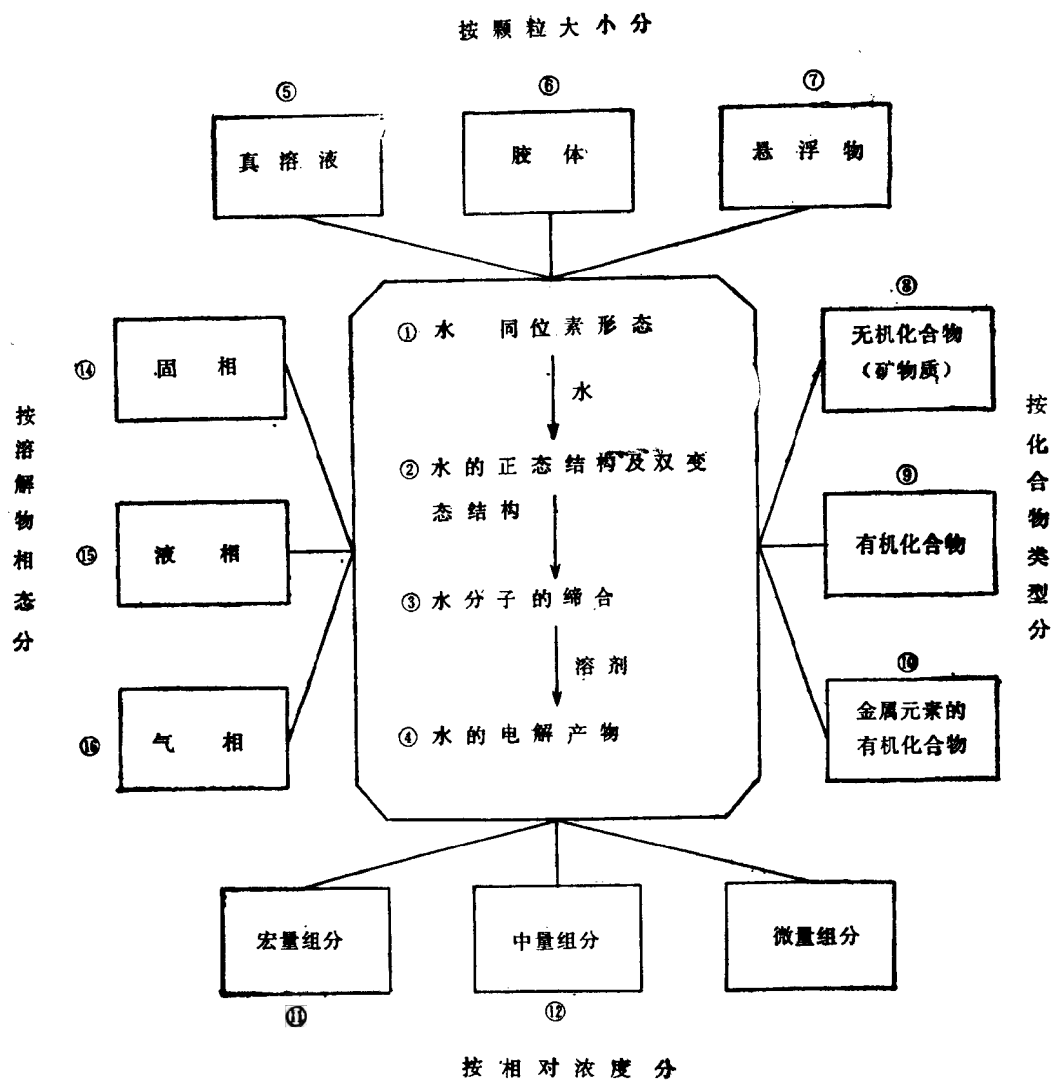 按颗粒大小分
⑤
⑥
⑦
真溶液
胶体
悬浮物
按溶解物相态分
⑭
固相
⑮
液相
⑯
气相
①水 同位素形态
水
②水的正态结构及双变
态结构
③水分子的缔合
溶剂
④水的电解产物
⑧
无机化合物
（矿物质）
⑨
有机化合物
⑩
金属元素的
有机化合物
按化合物类型分
宏量组分
中量组分
微量组分
⑪
⑫
按相对浓度分